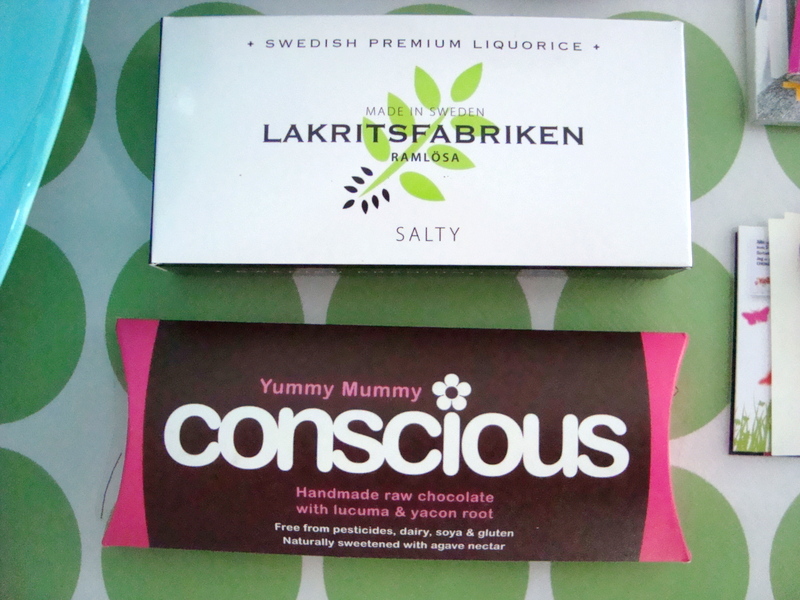 + SWEDISH PREMIUM LIQUORICE +
MADE IN SWEDEN
LAKRITSFABRIKEN
RAMLÖSA
SALTY
Yummy Mummy
conscious
Handmade raw chocolate
with lucuma & yacon root
Free from pesticides, dairy, soya & gluten
Naturally sweetened with agave nectar